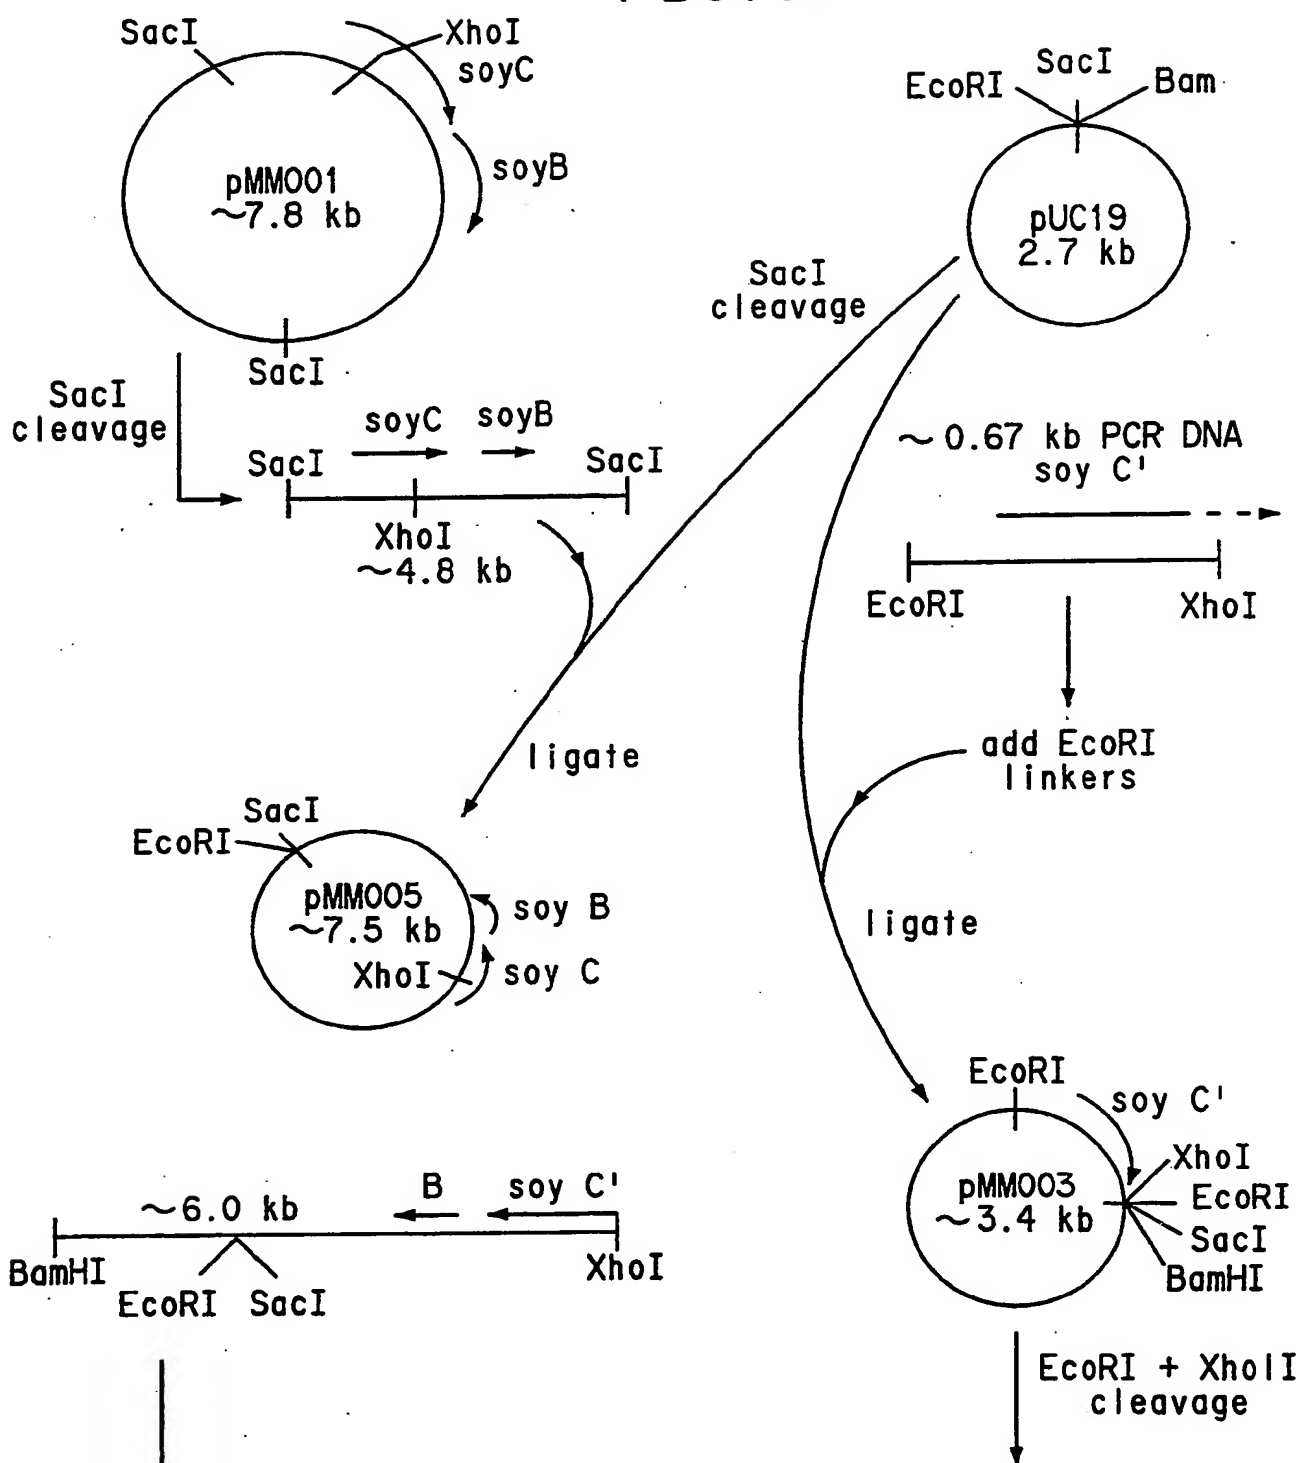 SacI
XhoI
soyC
soyB
pMM001
~7.8 kb
SacI
SacI
cleavage
EcoRI
SacI
Bam
pUC19
2.7 kb
SacI
cleavage
soyC
soyB
SacI
SacI
XhoI
~4.8 kb
~ 0.67 kb PCR DNA
soy C'
EcoRI
XhoI
add EcoRI
linkers
ligate
ligate
SacI
EcoRI
pMM005
~7.5 kb
XhoI
soy B
soy C
EcoRI
soy C'
pMM003
~3.4 kb
XhoI
EcoRI
SacI
BamHI
~6.0 kb
B
soy C'
BamHI
XhoI
EcoRI
SacI
EcoRI + XholI
cleavage